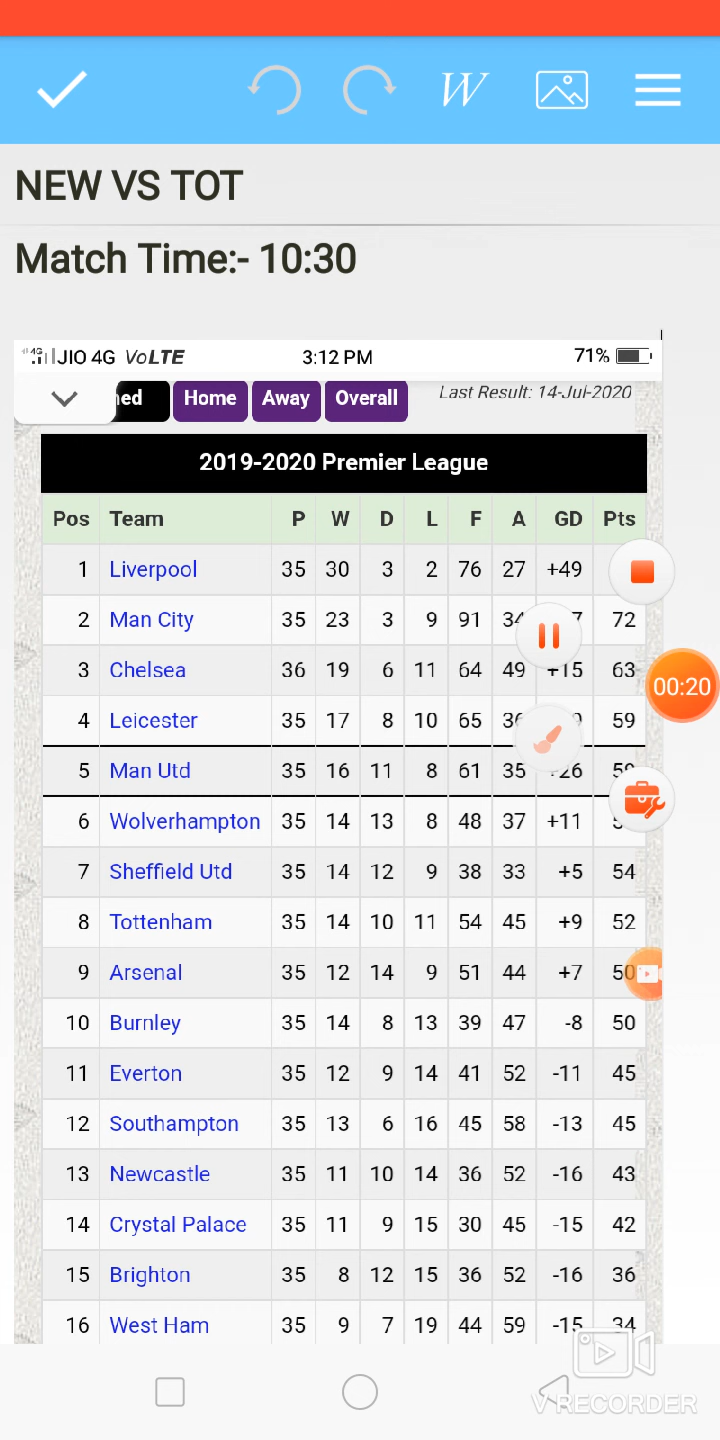 W
NEW VS TOT
Match Time:- 10:30
4G JIO 4G VoLTE 3:12 PM 71%
Home Away Overall Last Result: 14-Jul-2020
2019-2020 Premier League
Pos Team P W D L F A GD Pts
1 Liverpool 35 30 3 2 76 27 +49
2 Man City 35 23 3 9 91 72
3 Chelsea 36 19 6 11 64 49 +15 63
00:20
4 Leicester 35 17 8 10 65 59
5 Man Utd 35 16 11 8 61 35
6 Wolverhampton 35 14 13 8 48 37 +11
7 Sheffield Utd 35 14 12 9 38 33 +5 54
8 Tottenham 35 14 10 11 54 45 +9 52
9 Arsenal 35 12 14 9 51 44 +7 50
10 Burnley 35 14 8 13 39 47 -8 50
11 Everton 35 12 9 14 41 52 -11 45
12 Southampton 35 13 6 16 45 58 -13 45
13 Newcastle 35 11 10 14 36 52 -16 43
14 Crystal Palace 35 11 9 15 30 45 -15 42
15 Brighton 35 8 12 15 36 52 -16 36
16 West Ham 35 9 7 19 44 59 -15 34
V RECORDER